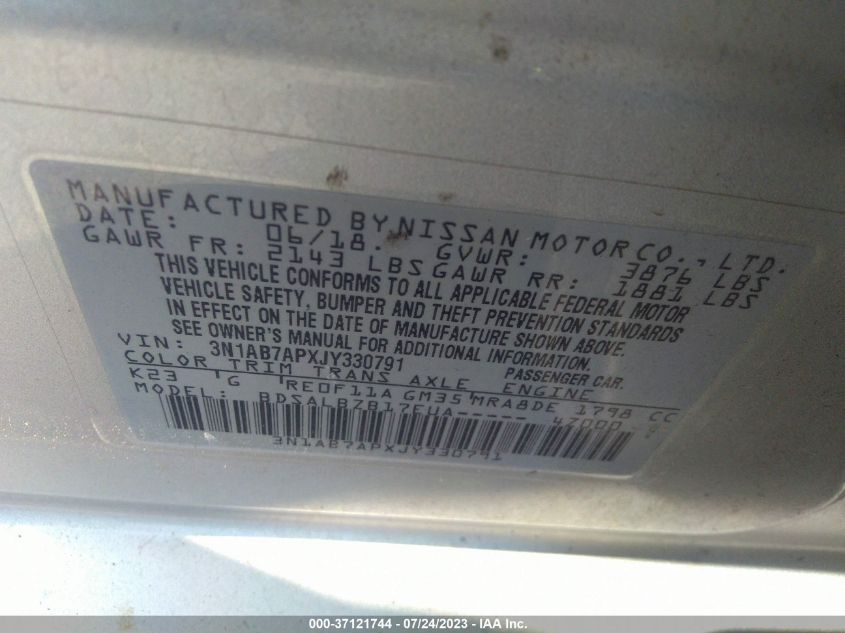 MANUFACTURED BY NISSAN MOTOR CO., LTD.
DATE: 06/18 GVWR: 3876 LBS
GAWR FR: 2143 LBS GAWR RR: 1881 LBS
THIS VEHICLE CONFORMS TO ALL APPLICABLE FEDERAL MOTOR
VEHICLE SAFETY, BUMPER AND THEFT PREVENTION STANDARDS
IN EFFECT ON THE DATE OF MANUFACTURE SHOWN ABOVE.
SEE OWNER'S MANUAL FOR ADDITIONAL INFORMATION.
VIN: 3N1AB7APXJY330791 PASSENGER CAR.
COLOR TRIM TRANS AXLE ENGINE
K23 G RE0F11A GM35 MRA8DE 1798 CC
MODEL: BDSALBZB17EUA----- 4Z000
3N1AB7APXJY330791
000-37121744 / 07/24/2023 - IAA Inc.